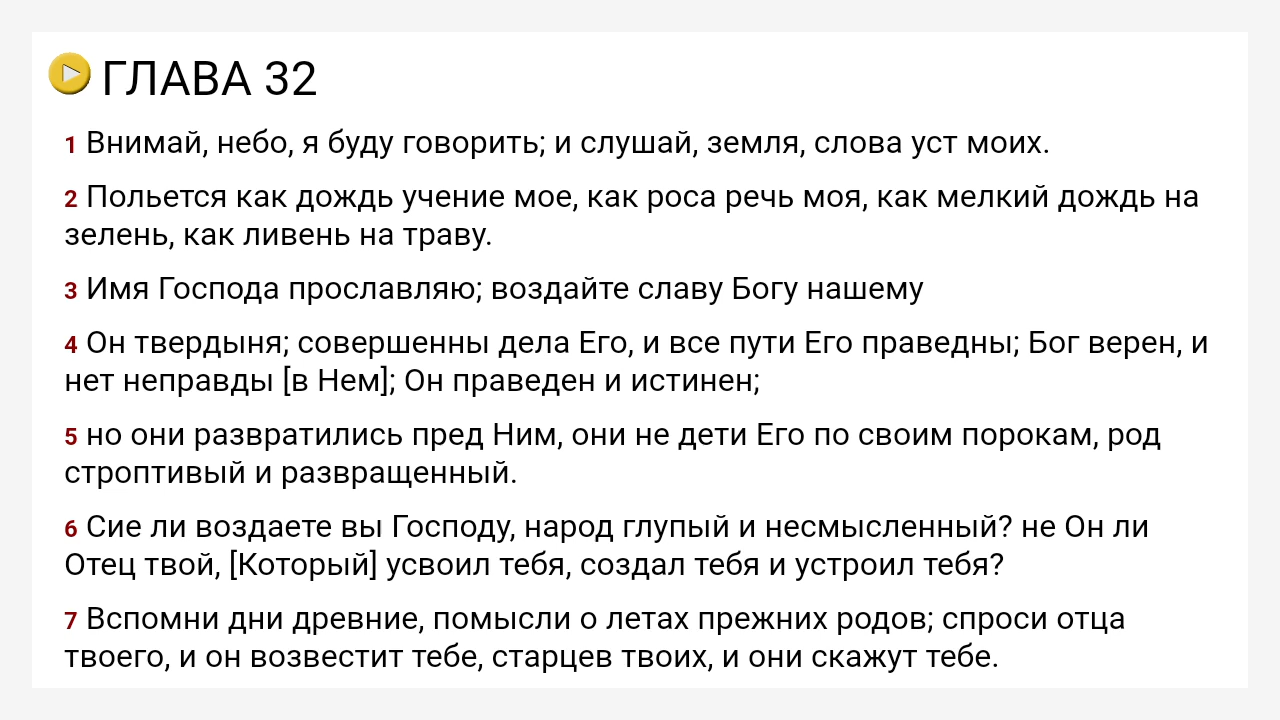 ГЛАВА 32
1 Внимай, небо, я буду говорить; и слушай, земля, слова уст моих.
2 Польется как дождь учение мое, как роса речь моя, как мелкий дождь на
зелень, как ливень на траву.
3 Имя Господа прославляю; воздайте славу Богу нашему
4 Он твердыня; совершенны дела Его, и все пути Его праведны; Бог верен, и
нет неправды [в Нем]; Он праведен и истинен;
5 но они развратились пред Ним, они не дети Его по своим порокам, род
строптивый и развращенный.
6 Сие ли воздаете вы Господу, народ глупый и несмысленный? не Он ли
Отец твой, [Который] усвоил тебя, создал тебя и устроил тебя?
7 Вспомни дни древние, помысли о летах прежних родов; спроси отца
твоего, и он возвестит тебе, старцев твоих, и они скажут тебе.